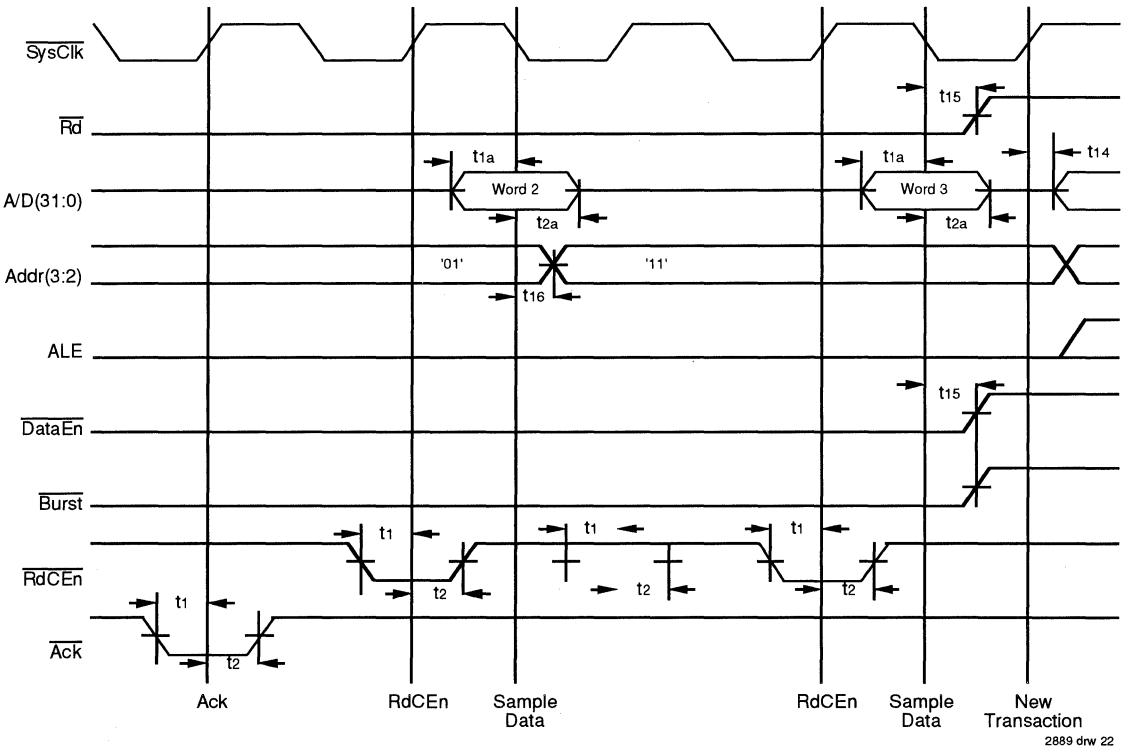 SysClk
t15
Rd
t1a
t1a
t14
Word 2
Word 3
A/D(31:0)
t2a
t2a
'01'
'11'
Addr(3:2)
t16
ALE
t15
DataEn
Burst
t1
t1
t1
RdCEn
t2
t2
t2
t1
Ack
t2
Ack
RdCEn
Sample
Data
RdCEn
Sample
Data
New
Transaction
2889 drw 22